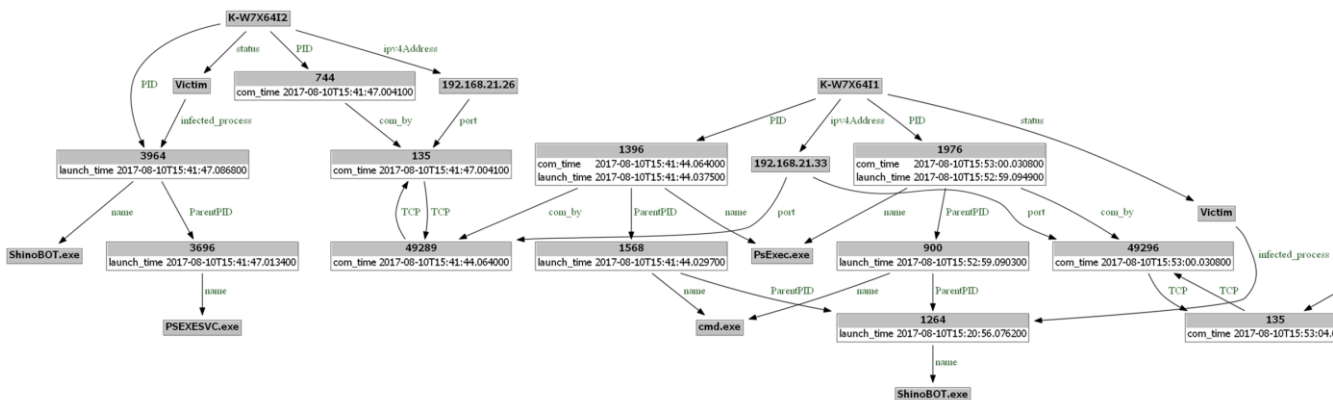 K-W7X64I2
status
PID
ipv4Address
PID
Victim
744
com_time 2017-08-10T15:41:47.004100
192.168.21.26
K-W7X64I1
infected_process
com_by
port
PID
ipv4Address
PID
status
3964
launch_time 2017-08-10T15:41:47.086800
135
com_time 2017-08-10T15:41:47.004100
1396
com_time 2017-08-10T15:41:44.064000
launch_time 2017-08-10T15:41:44.037500
192.168.21.33
1976
com_time 2017-08-10T15:53:00.030800
launch_time 2017-08-10T15:52:59.094900
name
ParentPID
TCP
TCP
com_by
ParentPID
name
port
name
ParentPID
port
com_by
Victim
ShinoBOT.exe
3696
launch_time 2017-08-10T15:41:47.013400
49289
com_time 2017-08-10T15:41:44.064000
1568
launch_time 2017-08-10T15:41:44.029700
PsExec.exe
900
launch_time 2017-08-10T15:52:59.090300
49296
com_time 2017-08-10T15:53:00.030800
infected_process
name
name
ParentPID
name
ParentPID
TCP
TCP
PSEXESVC.exe
cmd.exe
1264
launch_time 2017-08-10T15:20:56.076200
135
com_time 2017-08-10T15:53:04.
name
ShinoBOT.exe